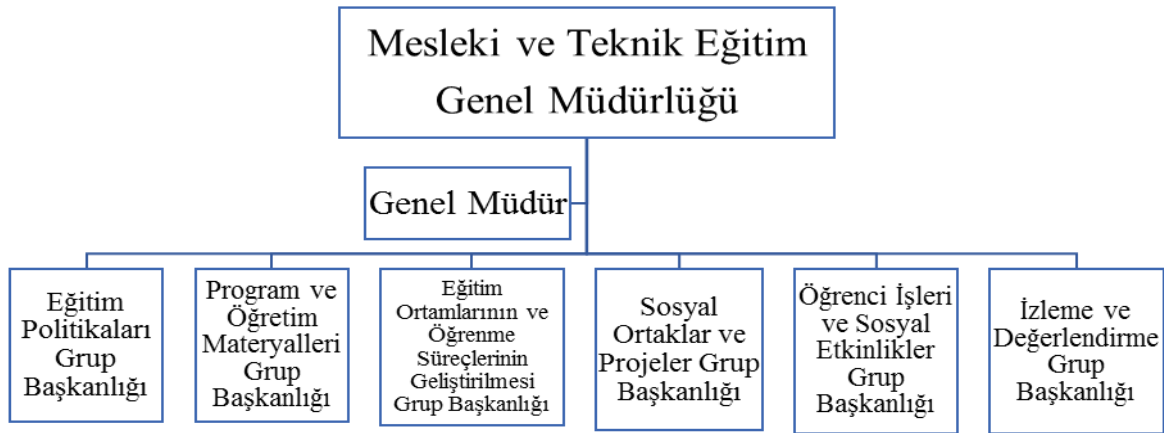 Mesleki ve Teknik Eğitim
Genel Müdürlüğü
Genel Müdür
Eğitim
Politikaları
Grup
Başkanlığı
Program ve
Öğretim
Materyalleri
Grup
Başkanlığı
Eğitim
Ortamlarının ve
Öğrenme
Süreçlerinin
Geliştirilmesi
Grup Başkanlığı
Sosyal
Ortaklar ve
Projeler Grup
Başkanlığı
Öğrenci İşleri
ve Sosyal
Etkinlikler
Grup
Başkanlığı
İzleme ve
Değerlendirme
Grup
Başkanlığı